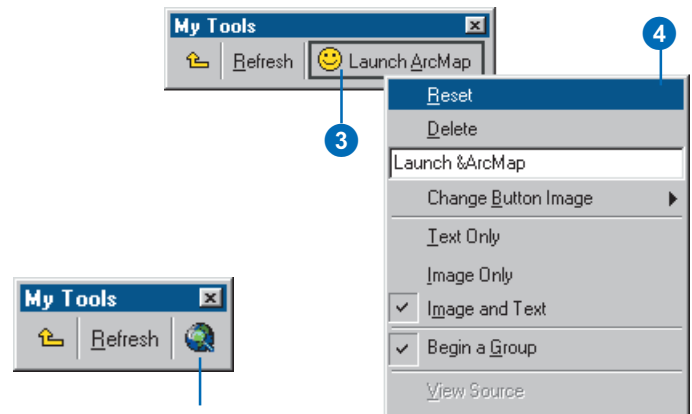 My Tools
Refresh
Launch ArcMap
3
4
Reset
Delete
Launch &ArcMap
Change Button Image
Text Only
Image Only
Image and Text
Begin a Group
View Source
My Tools
Refresh